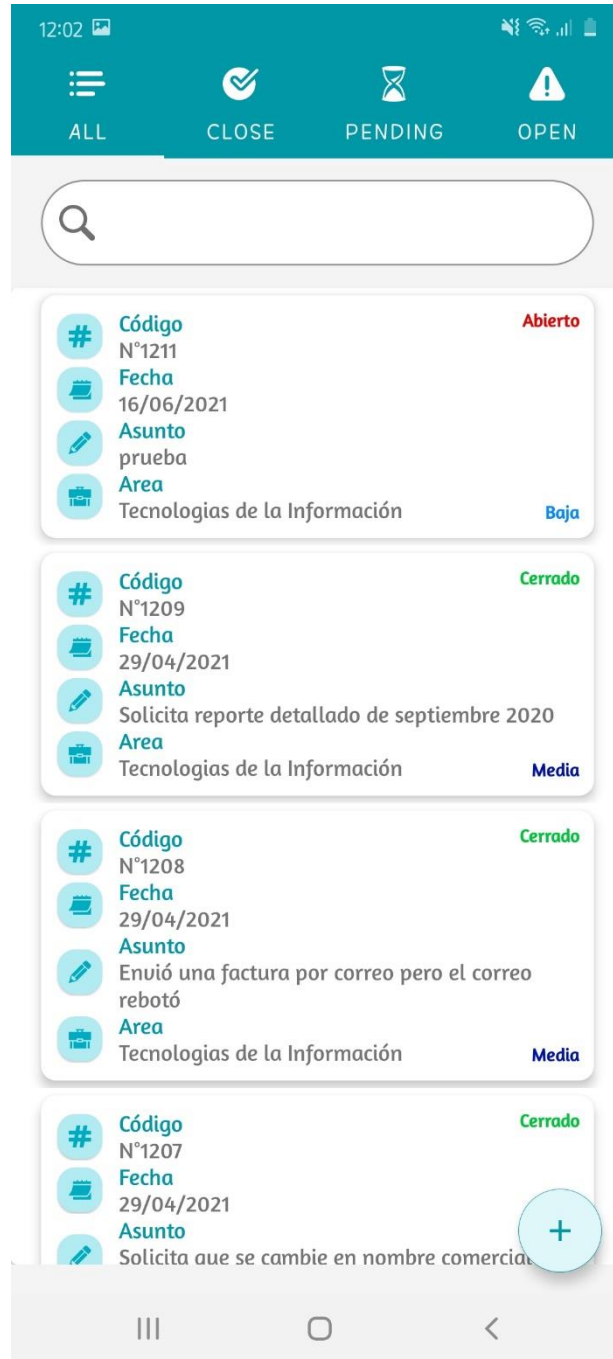 12:02
ALL CLOSE PENDING OPEN
Código Abierto
N°1211
Fecha
16/06/2021
Asunto
prueba
Area
Tecnologias de la Información Baja
Código Cerrado
N°1209
Fecha
29/04/2021
Asunto
Solicita reporte detallado de septiembre 2020
Area
Tecnologias de la Información Media
Código Cerrado
N°1208
Fecha
29/04/2021
Asunto
Envió una factura por correo pero el correo
rebotó
Area
Tecnologias de la Información Media
Código Cerrado
N°1207
Fecha
29/04/2021
Asunto
Solicita que se cambie en nombre comercial